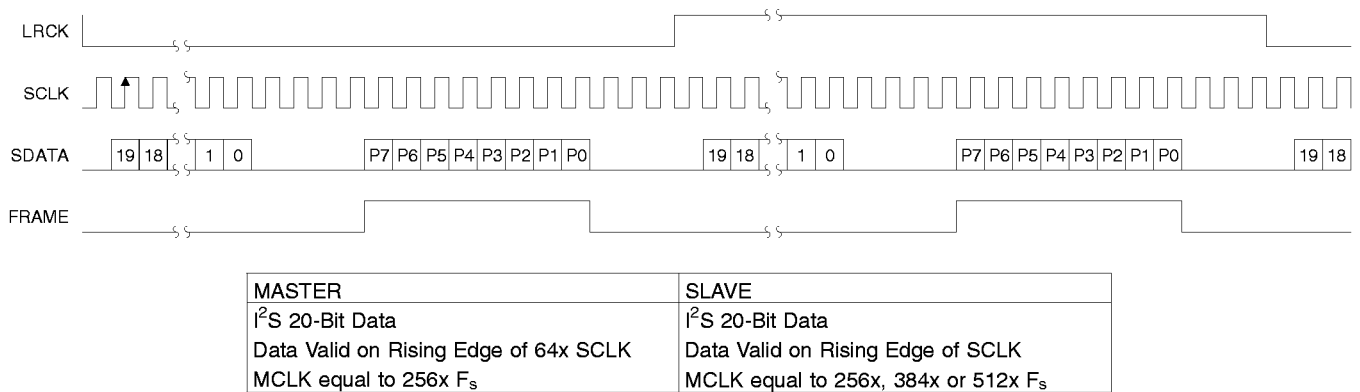 LRCK
SCLK
SDATA 19 18 1 0 P7 P6 P5 P4 P3 P2 P1 P0 19 18 1 0 P7 P6 P5 P4 P3 P2 P1 P0 19 18
FRAME
MASTER SLAVE
I²S 20-Bit Data I²S 20-Bit Data
Data Valid on Rising Edge of 64x SCLK Data Valid on Rising Edge of SCLK
MCLK equal to 256x Fₛ MCLK equal to 256x, 384x or 512x Fₛ